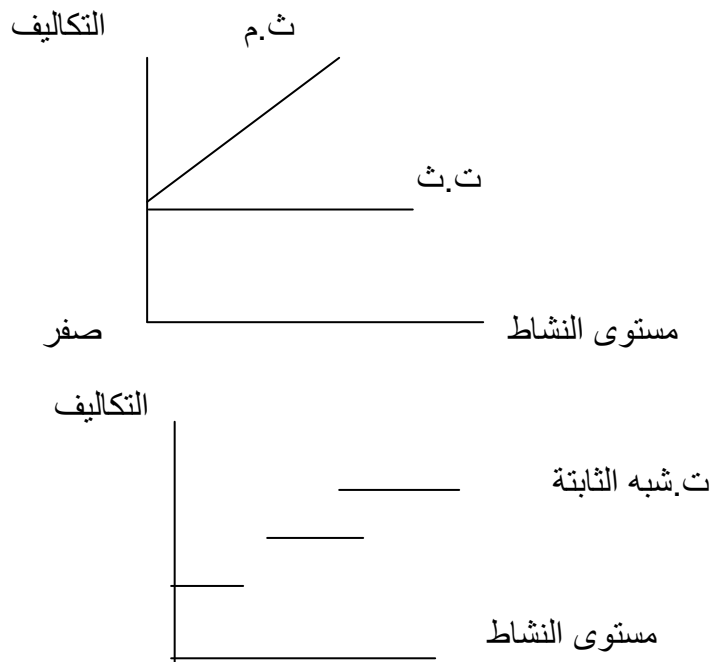 التكاليف
ث.م
ت.ث
صفر
مستوى النشاط
التكاليف
ت.شبه الثابتة
مستوى النشاط